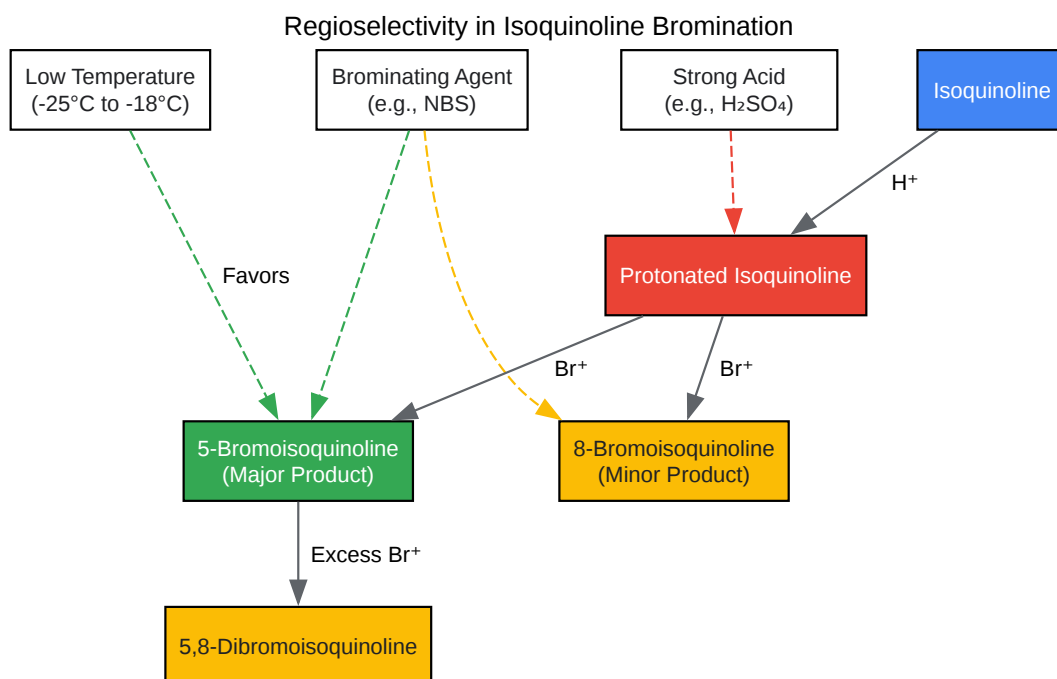 Regioselectivity in Isoquinoline Bromination
Low Temperature
(-25°C to -18°C)
Brominating Agent
(e.g., NBS)
Strong Acid
(e.g., H₂SO₄)
Isoquinoline
H⁺
Protonated Isoquinoline
Favors
Br⁺
Br⁺
5-Bromoisoquinoline
(Major Product)
8-Bromoisoquinoline
(Minor Product)
Excess Br⁺
5,8-Dibromoisoquinoline